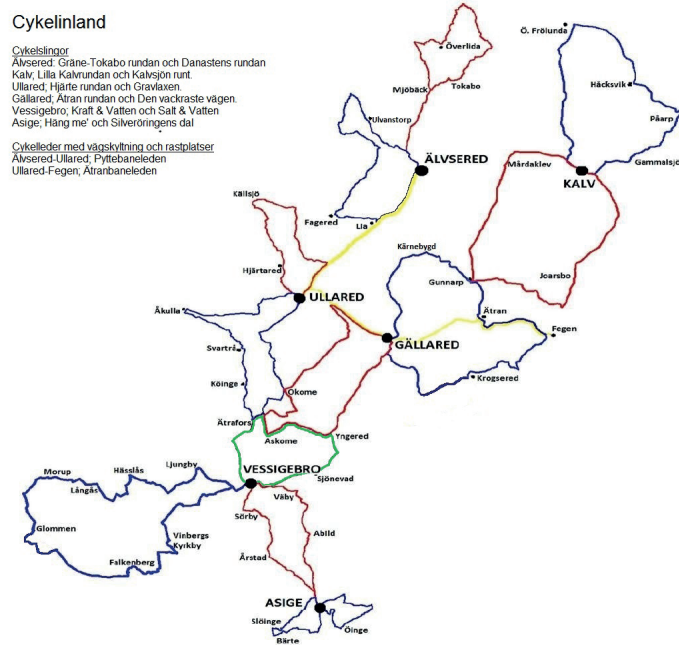 Cykelinland
Cykelslingor
Älvsered: Gräne-Tokabo rundan och Danastens rundan
Kalv; Lilla Kalvrundan och Kalvsjön runt.
Ullared; Hjärte rundan och Gravlaxen.
Gällared; Ätran rundan och Den vackraste vägen.
Vessigebro; Kraft & Vatten och Salt & Vatten
Asige; Häng me' och Silveröringens dal
Cykelleder med vägskyltning och rastplatser
Älvsered-Ullared; Pyttebaneleden
Ullared-Fegen; Ätranbaneleden
Ö. Frölunda
Överlida
Håcksvik
Mjöbäck
Tokabo
Påarp
Ulvanstorp
ÄLVSERED
Mårdaklev
Gammalsjö
KALV
Källsjö
Fagered
Lia
Kärnebygd
Hjärtared
Gunnarp
Joarsbo
ULLARED
Åkulla
Ätran
Fegen
GÄLLARED
Svartrå
Krogsered
Köinge
Ökome
Ätrafors
Askome
Yngered
VESSIGEBRO
Sjönevad
Ljungby
Hässlås
Morup
Långås
Väby
Sörby
Glommen
Vinbergs
Kyrkby
Abild
Årstad
Falkenberg
ASIGE
Slöinge
Öinge
Bärte